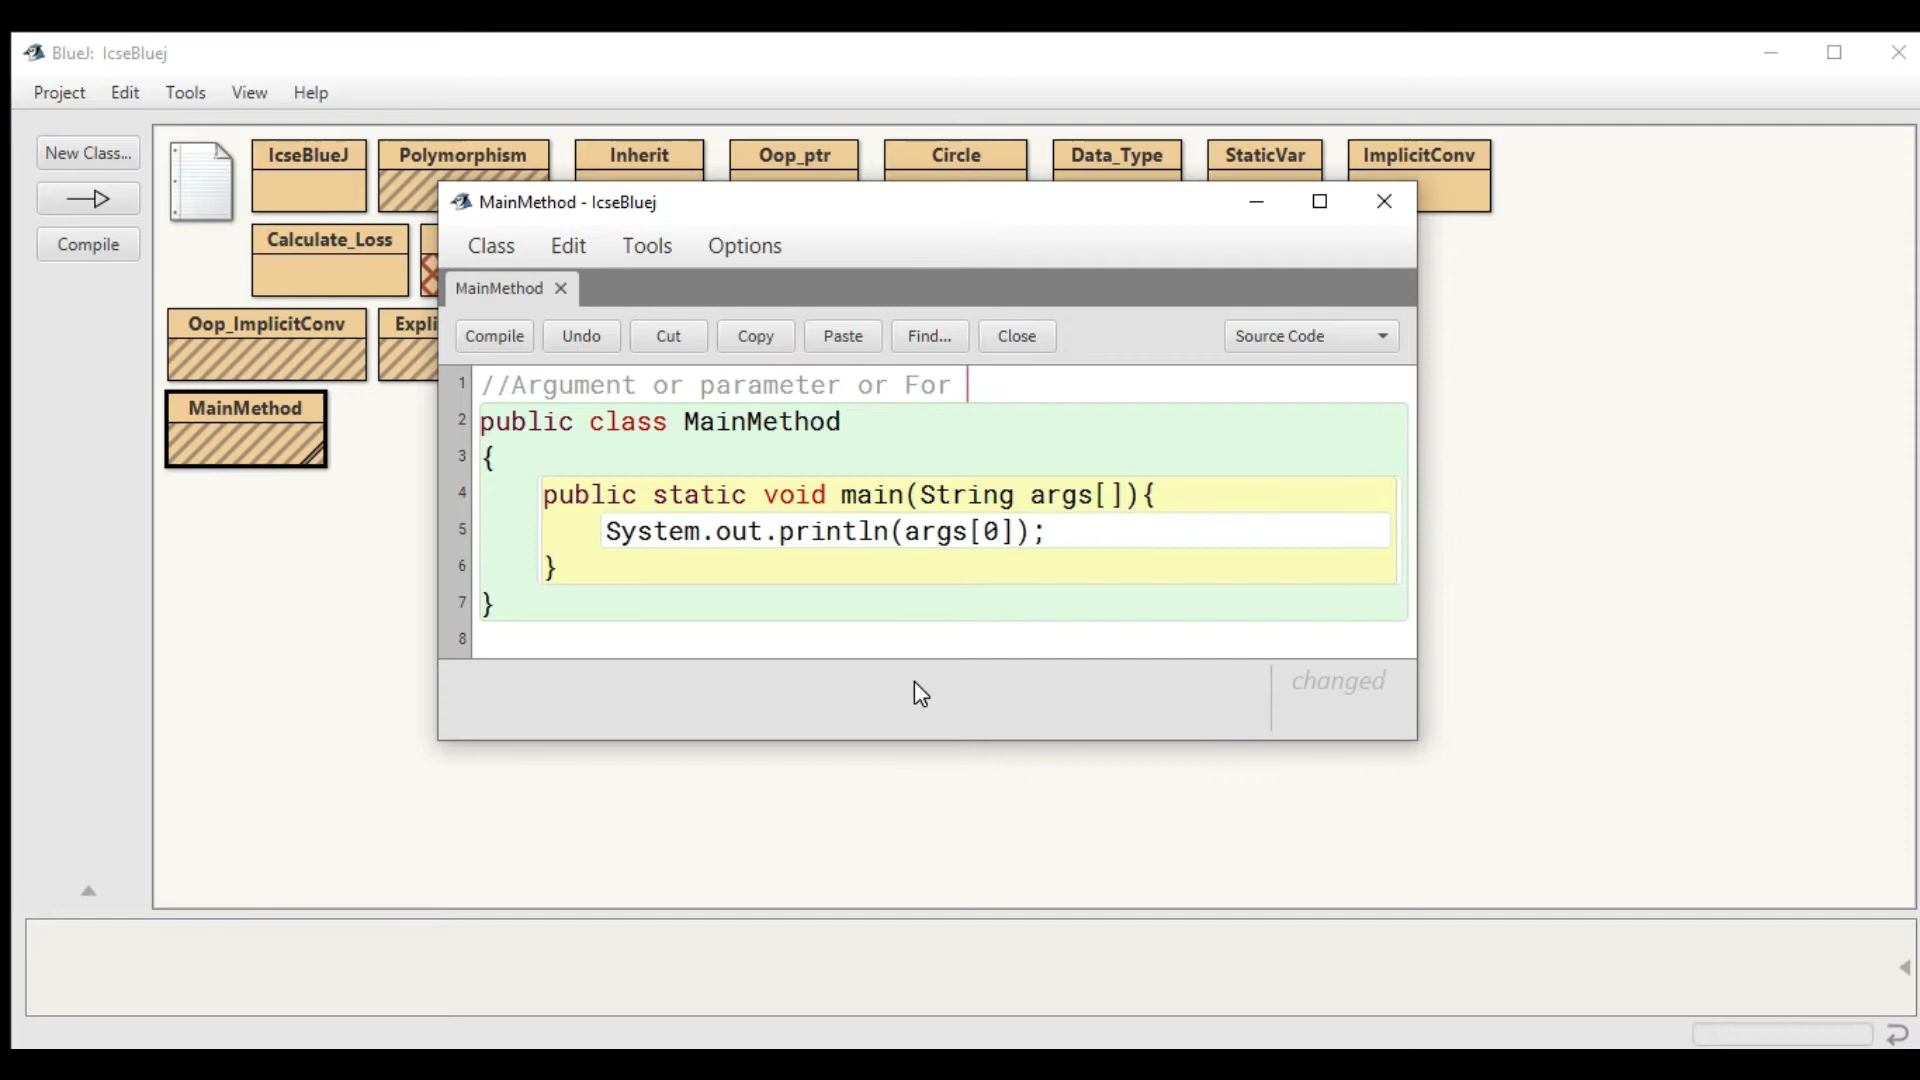 BlueJ: IcseBluej
Project Edit Tools View Help
New Class...
Compile
IcseBlueJ Polymorphism Inherit Oop_ptr Circle Data_Type StaticVar ImplicitConv
Calculate_Loss
Oop_ImplicitConv Expli
MainMethod
MainMethod - IcseBluej
Class Edit Tools Options
MainMethod
Compile Undo Cut Copy Paste Find... Close Source Code
1 //Argument or parameter or For
2 public class MainMethod
3 {
4 public static void main(String args[]){
5 System.out.println(args[0]);
6 }
7 }
8
changed